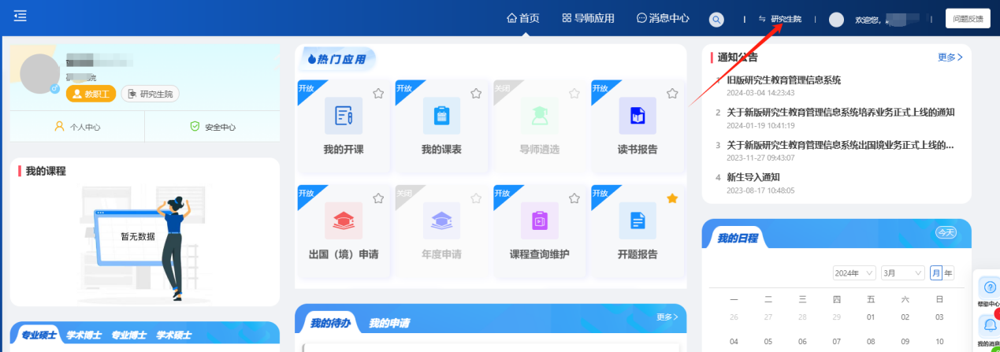 首页
导师应用
消息中心
研究生院
欢迎您,
问题反馈
教职工
研究生院
个人中心
安全中心
我的课程
暂无数据
专业硕士 学术博士 专业博士 学术硕士
热门应用
开放
我的开课
开放
我的课表
关闭
导师遴选
开放
读书报告
开放
出国（境）申请
关闭
年度申请
开放
课程查询维护
开放
开题报告
我的待办 我的申请
更多>
通知公告
更多>
旧版研究生教育管理信息系统
2024-03-04 14:23:43
2 关于新版研究生教育管理信息系统培养业务正式上线的通知
2024-01-19 10:41:19
3 关于新版研究生教育管理信息系统出国境业务正式上线的...
2023-11-27 09:43:07
4 新生导入通知
2023-08-17 10:48:05
我的日程
今天
2024年 3月 月 年
一 二 三 四 五 六 日
26 27 28 29 01 02 03
04 05 06 07 08 09 10
帮助中心
我的消息